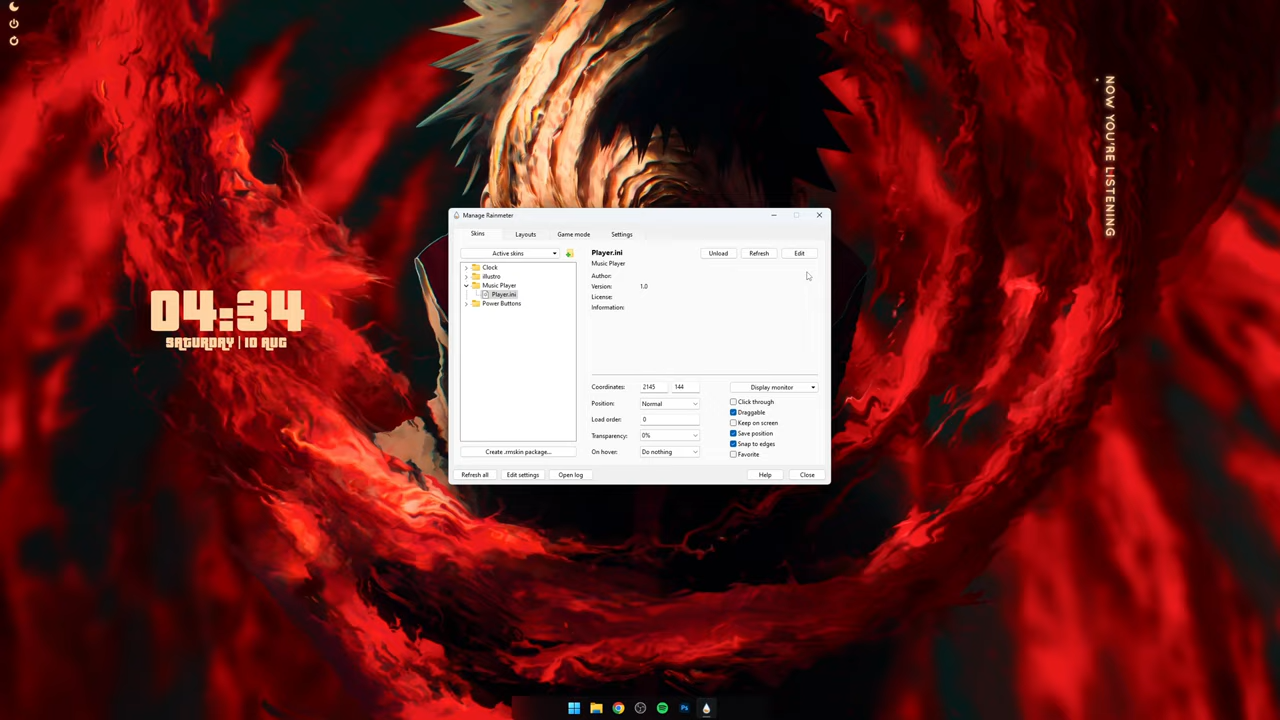 NOW YOU'RE LISTENING
04:34
SATURDAY | 10 AUG
Manage Rainmeter
Skins
Layouts
Game mode
Settings
Active skins
Clock
illustro
Music Player
Player.ini
Power Buttons
Create .rmskin package...
Player.ini
Unload
Refresh
Edit
Music Player
Author:
Version: 1.0
License:
Information:
Coordinates: 2145 144
Display monitor
Position: Normal
Load order: 0
Transparency: 0%
On hover: Do nothing
Click through
Draggable
Keep on screen
Save position
Snap to edges
Favorite
Refresh all
Edit settings
Open log
Help
Close
Ps